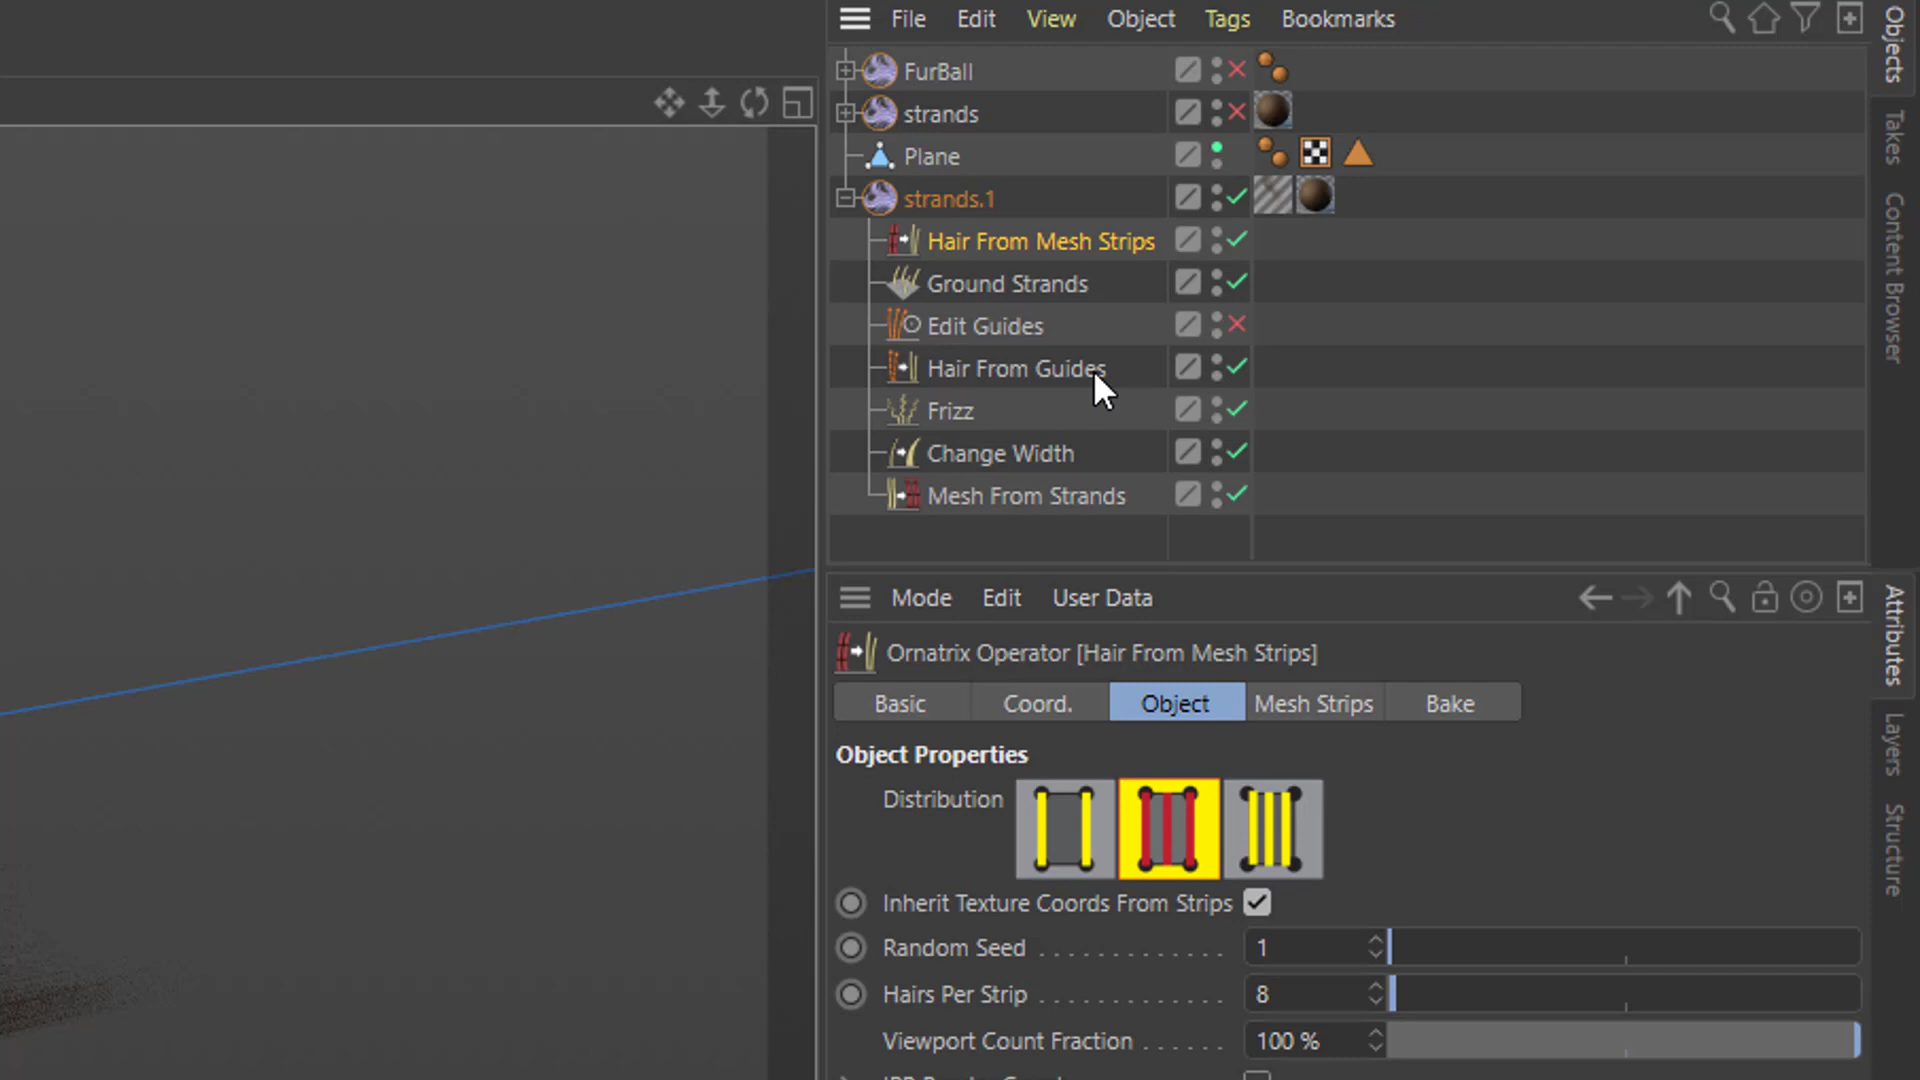 File Edit View Object Tags Bookmarks
FurBall
strands
Plane
strands.1
Hair From Mesh Strips
Ground Strands
Edit Guides
Hair From Guides
Frizz
Change Width
Mesh From Strands
Objects
Takes
Content Browser
Mode Edit User Data
Ornatrix Operator [Hair From Mesh Strips]
Basic Coord. Object Mesh Strips Bake
Object Properties
Distribution
Inherit Texture Coords From Strips
Random Seed 1
Hairs Per Strip 8
Viewport Count Fraction 100 %
Attributes
Layers
Structure